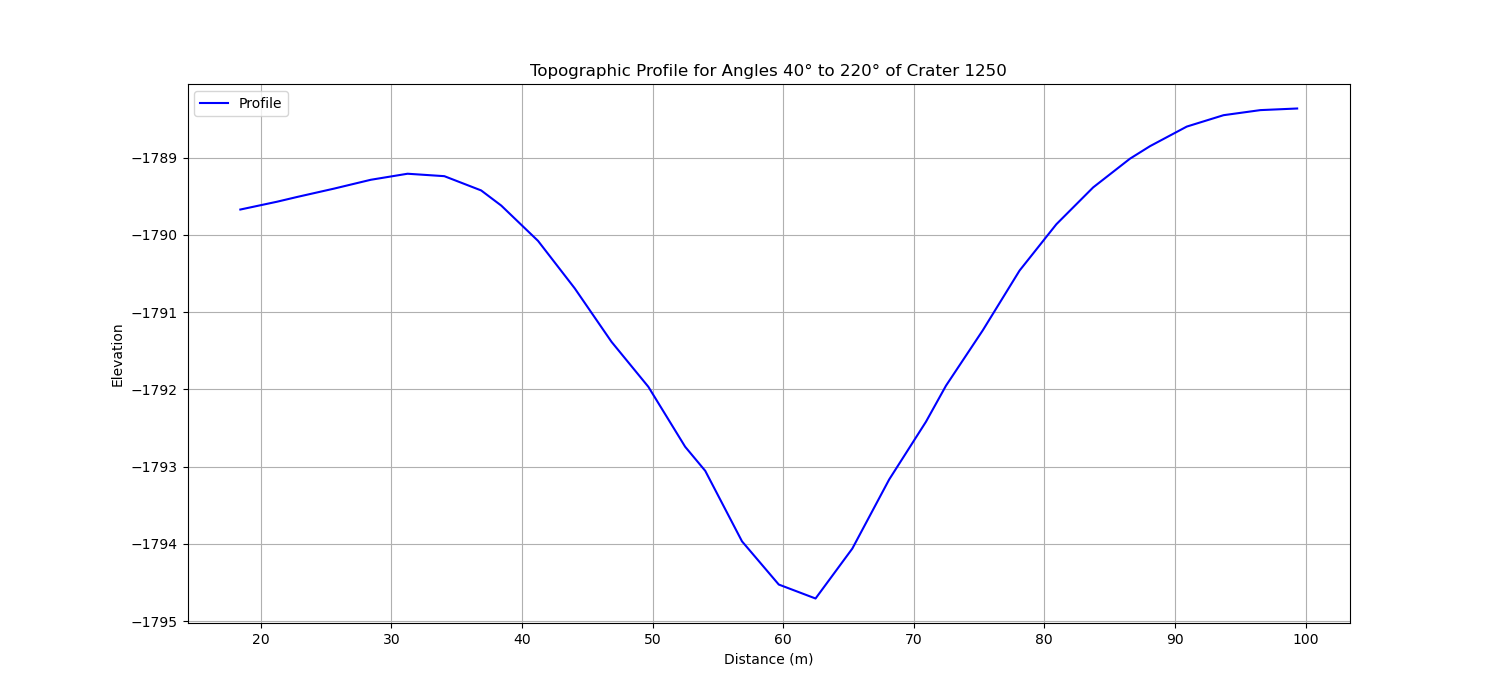 Topographic Profile for Angles 40° to 220° of Crater 1250
Profile
−1789
−1790
−1791
−1792
−1793
−1794
−1795
Elevation
20 30 40 50 60 70 80 90 100
Distance (m)